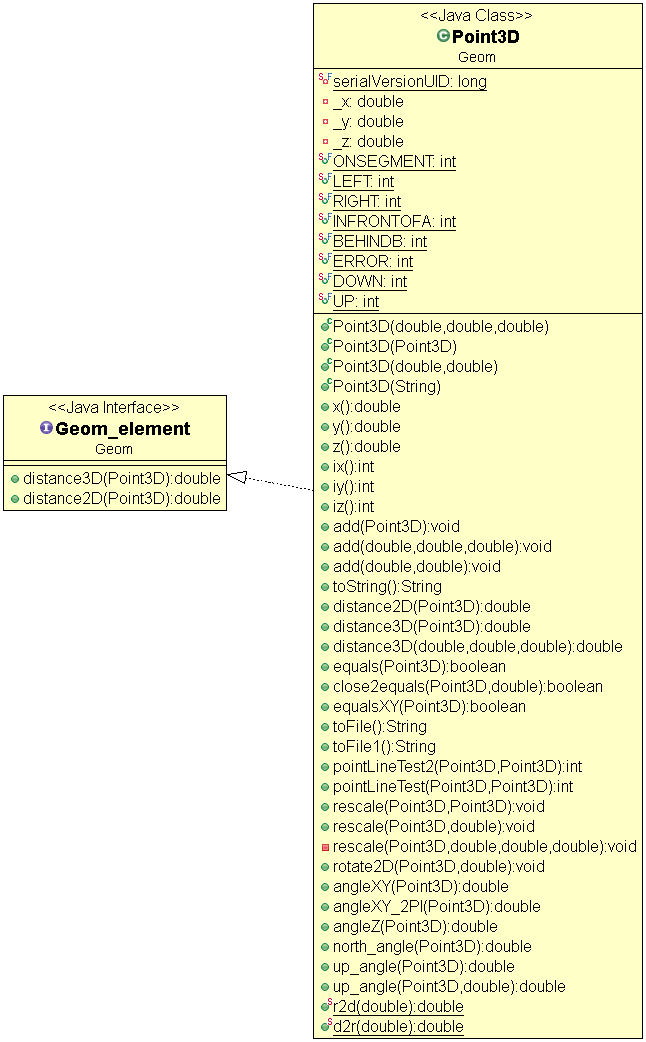 <<Java Class>>
Point3D
Geom
serialVersionUID: long
_x: double
_y: double
_z: double
ONSEGMENT: int
LEFT: int
RIGHT: int
INFRONTOFA: int
BEHINDB: int
ERROR: int
DOWN: int
UP: int
Point3D(double,double,double)
Point3D(Point3D)
Point3D(double,double)
Point3D(String)
x():double
y():double
z():double
ix():int
iy():int
iz():int
add(Point3D):void
add(double,double,double):void
add(double,double):void
toString():String
distance2D(Point3D):double
distance3D(Point3D):double
distance3D(double,double,double):double
equals(Point3D):boolean
close2equals(Point3D,double):boolean
equalsXY(Point3D):boolean
toFile():String
toFile1():String
pointLineTest2(Point3D,Point3D):int
pointLineTest(Point3D,Point3D):int
rescale(Point3D,Point3D):void
rescale(Point3D,double):void
rescale(Point3D,double,double,double):void
rotate2D(Point3D,double):void
angleXY(Point3D):double
angleXY_2PI(Point3D):double
angleZ(Point3D):double
north_angle(Point3D):double
up_angle(Point3D):double
up_angle(Point3D,double):double
r2d(double):double
d2r(double):double
<<Java Interface>>
Geom_element
Geom
distance3D(Point3D):double
distance2D(Point3D):double